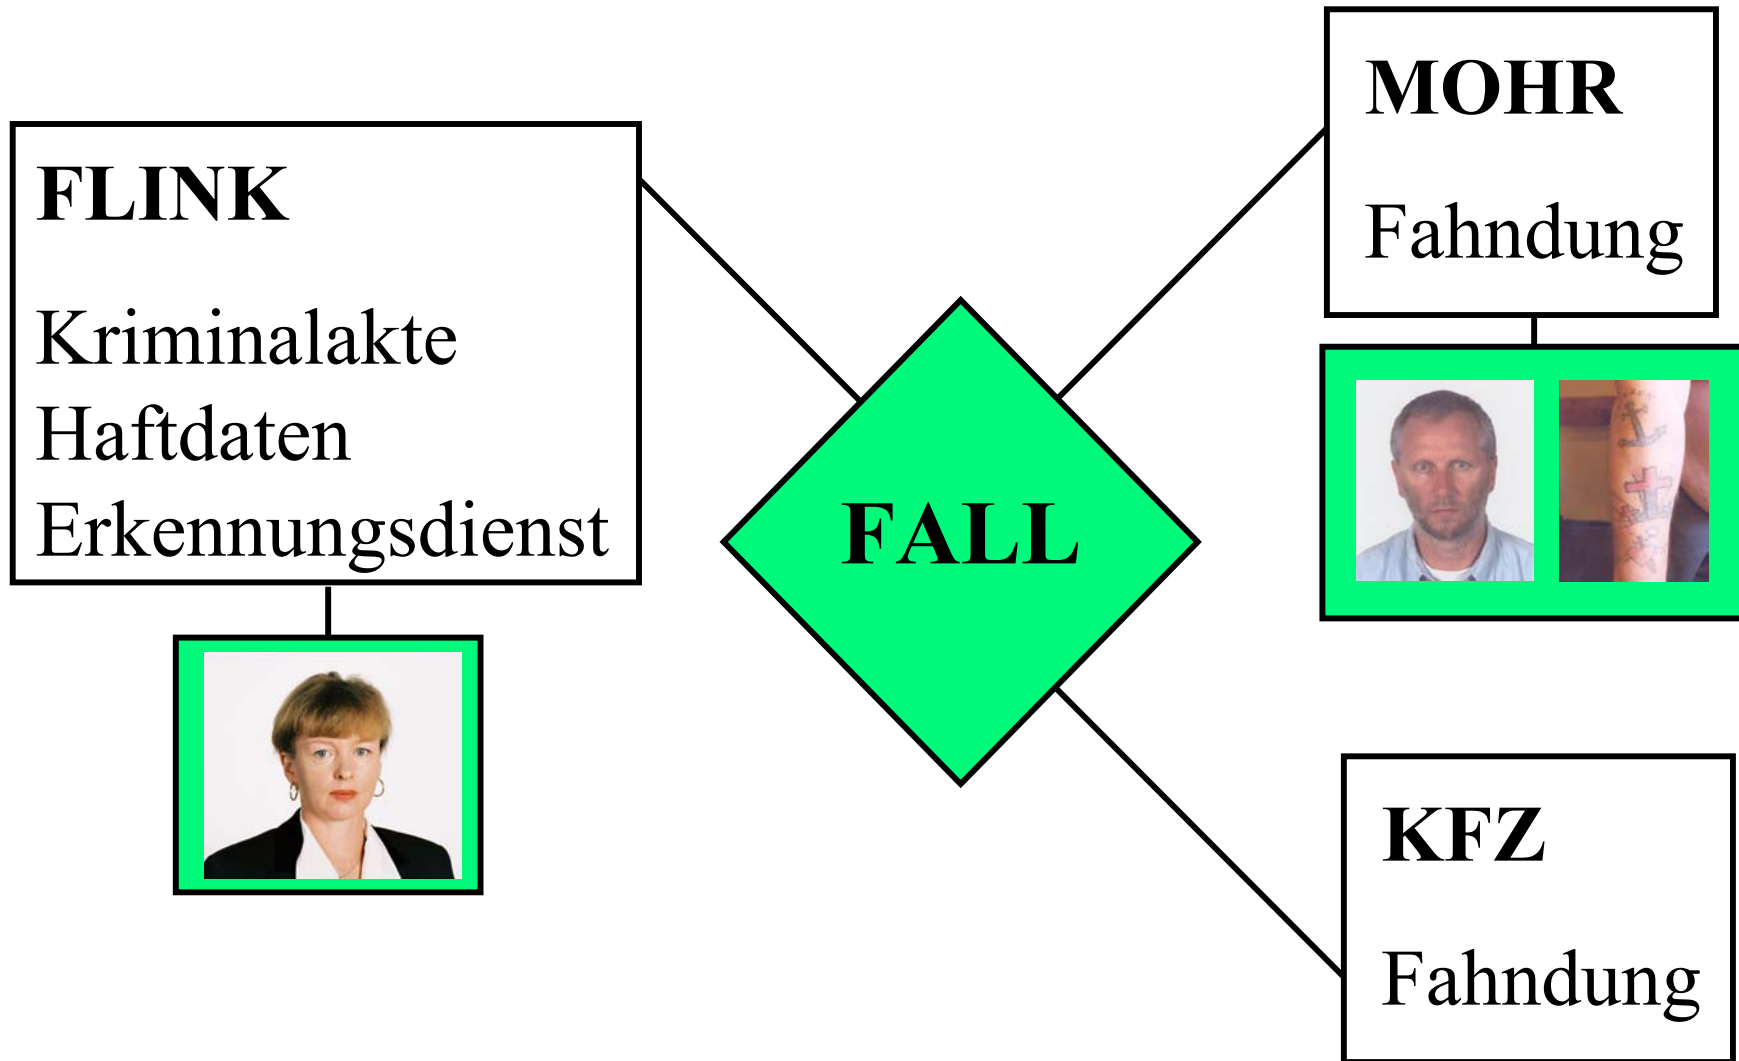 FLINK
Kriminalakte
Haftdaten
Erkennungsdienst
FALL
MOHR
Fahndung
KFZ
Fahndung